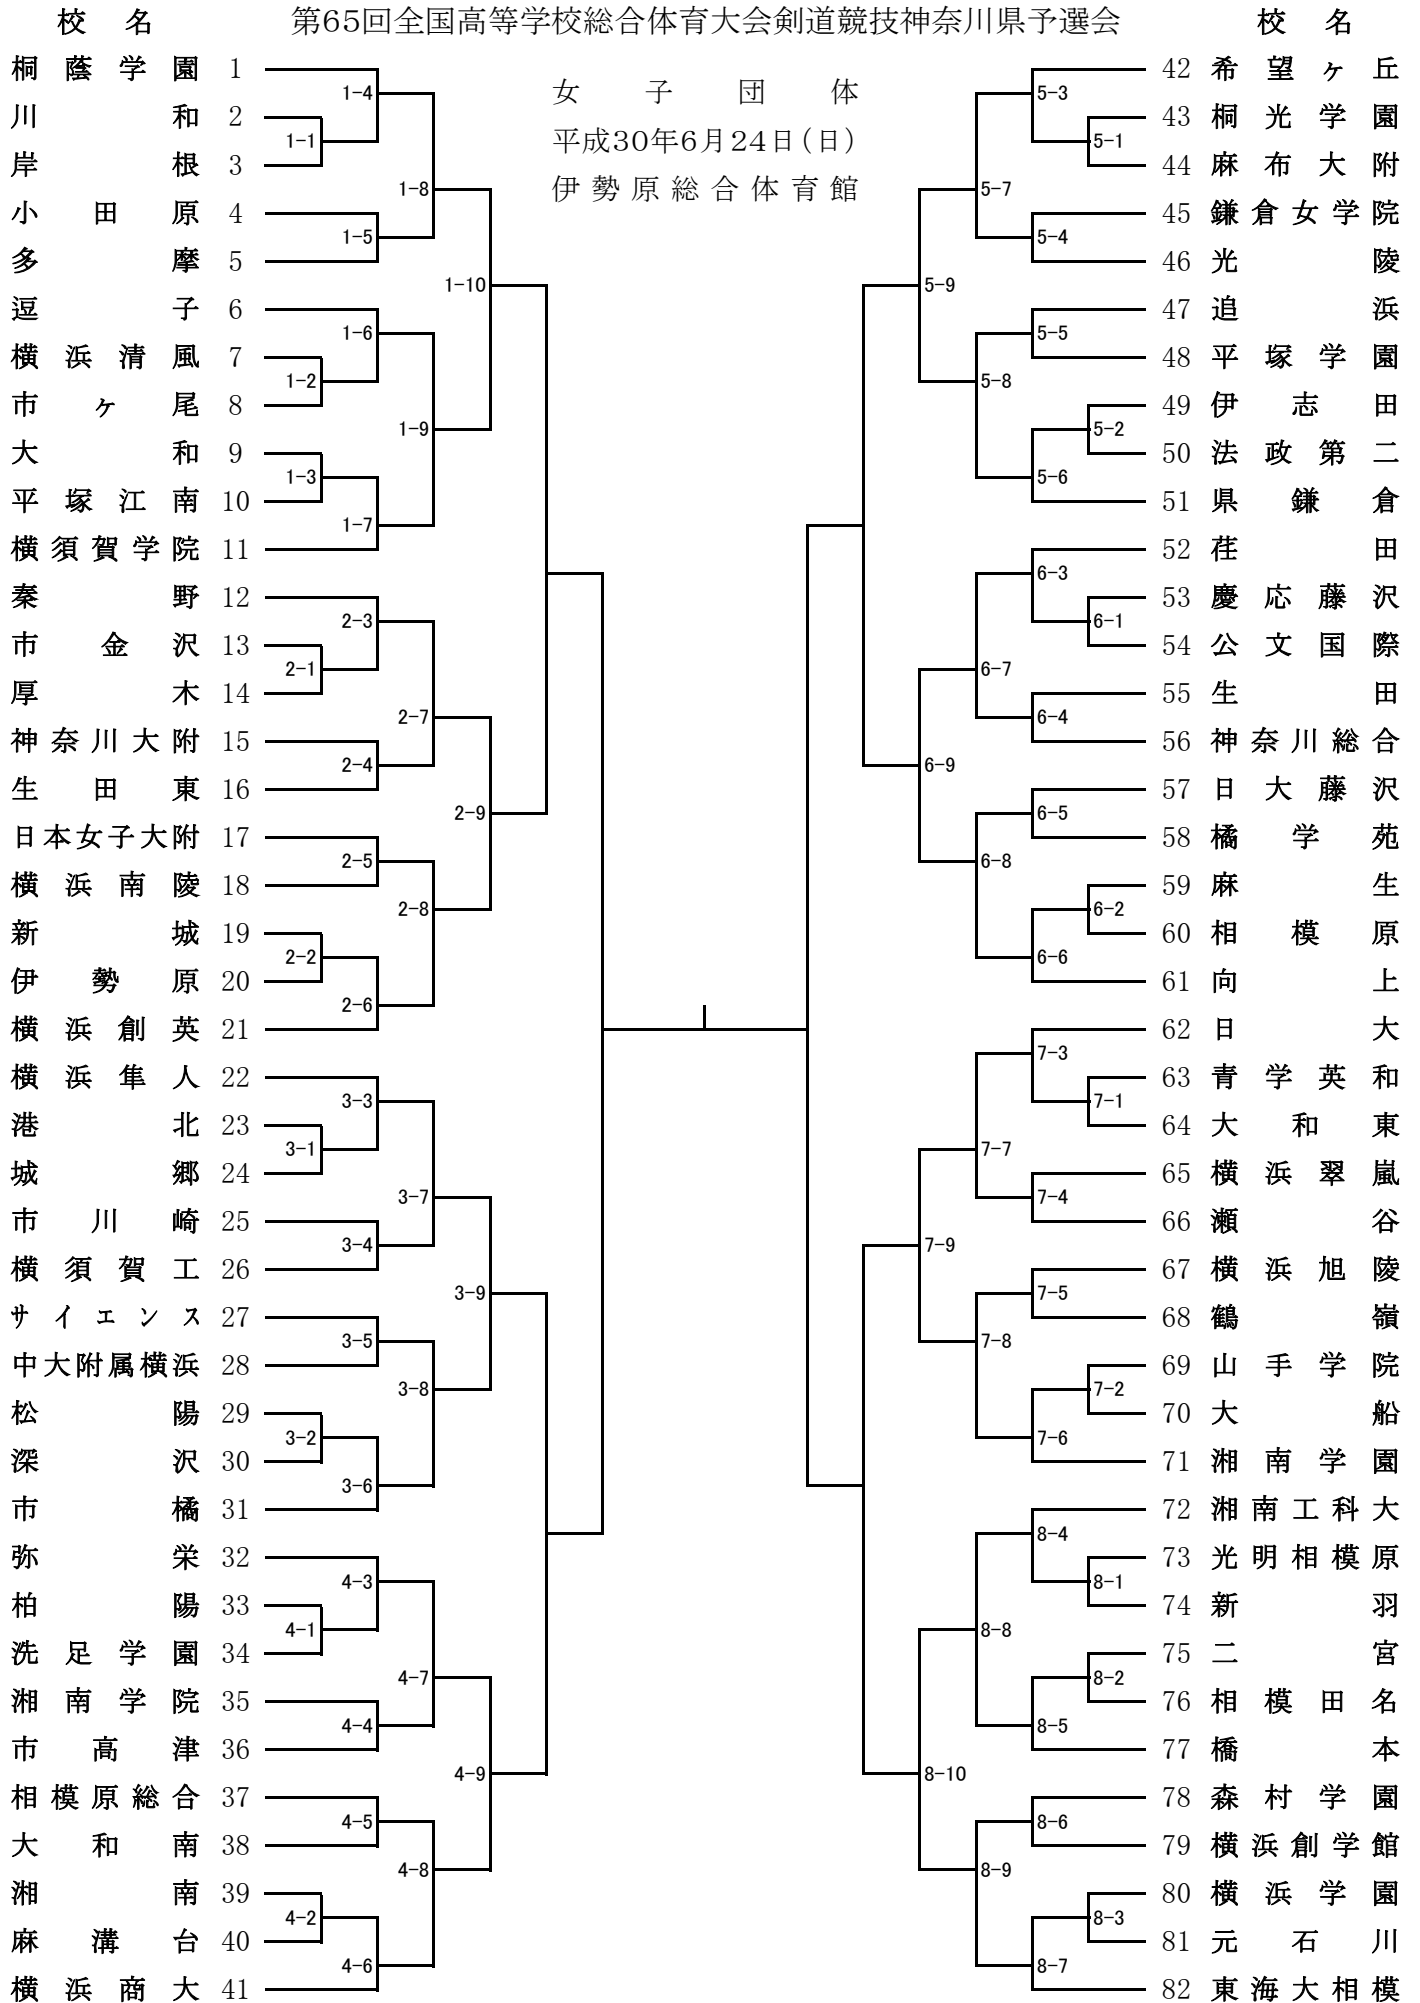 校名 第65回全国高等学校総合体育大会剣道競技神奈川県予選会 校名
女子団体
平成30年6月24日（日）
伊勢原総合体育館
桐蔭学園 1
川和 2
岸根 3
小田原 4
多摩 5
逗子 6
横浜清風 7
市ヶ尾 8
大和 9
平塚江南 10
横須賀学院 11
秦野 12
市金沢 13
厚木 14
神奈川大附 15
生田東 16
日本女子大附 17
横浜南陵 18
新城 19
伊勢原 20
横浜創英 21
横浜隼人 22
港北 23
城郷 24
市川崎 25
横須賀工 26
サイエンス 27
中大附属横浜 28
松陽 29
深沢 30
市橘 31
弥栄 32
柏陽 33
洗足学園 34
湘南学院 35
市高津 36
相模原総合 37
大和南 38
湘南 39
麻溝台 40
横浜商大 41
1-4
1-1
1-8
1-5
1-10
1-6
1-2
1-9
1-3
1-7
2-3
2-1
2-7
2-4
2-9
2-5
2-8
2-2
2-6
3-3
3-1
3-7
3-4
3-9
3-5
3-8
3-2
3-6
4-3
4-1
4-7
4-4
4-9
4-5
4-8
4-2
4-6
5-3
5-1
5-7
5-4
5-9
5-5
5-8
5-2
5-6
6-3
6-1
6-7
6-4
6-9
6-5
6-8
6-2
6-6
7-3
7-1
7-7
7-4
7-9
7-5
7-8
7-2
7-6
8-4
8-1
8-8
8-2
8-5
8-10
8-6
8-9
8-3
8-7
42 希望ヶ丘
43 桐光学園
44 麻布大附
45 鎌倉女学院
46 光陵
47 追浜
48 平塚学園
49 伊志田
50 法政第二
51 県鎌倉
52 荏田
53 慶応藤沢
54 公文国際
55 生田
56 神奈川総合
57 日大藤沢
58 橘学苑
59 麻生
60 相模原
61 向上
62 日大
63 青学英和
64 大和東
65 横浜翠嵐
66 瀬谷
67 横浜旭陵
68 鶴嶺
69 山手学院
70 大船
71 湘南学園
72 湘南工科大
73 光明相模原
74 新羽
75 二宮
76 相模田名
77 橋本
78 森村学園
79 横浜創学館
80 横浜学園
81 元石川
82 東海大相模